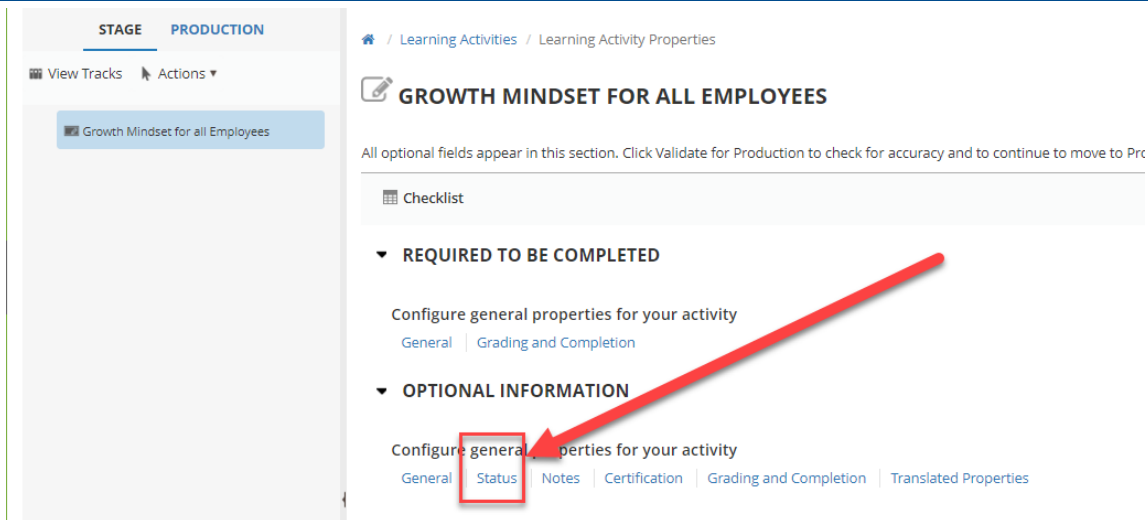 STAGE PRODUCTION
View Tracks Actions
Growth Mindset for all Employees
/ Learning Activities / Learning Activity Properties
GROWTH MINDSET FOR ALL EMPLOYEES
All optional fields appear in this section. Click Validate for Production to check for accuracy and to continue to move to Pro
Checklist
REQUIRED TO BE COMPLETED
Configure general properties for your activity
General Grading and Completion
OPTIONAL INFORMATION
Configure general properties for your activity
General Status Notes Certification Grading and Completion Translated Properties